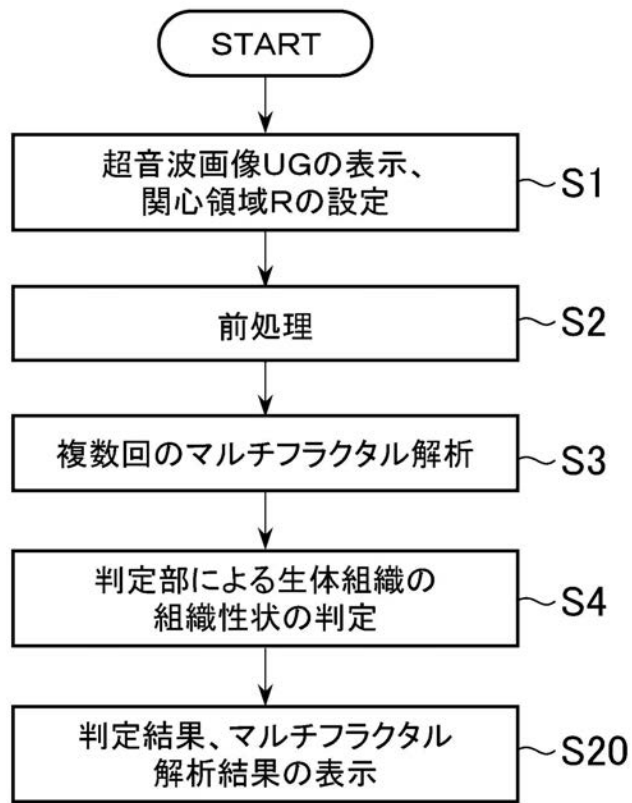 START
超音波画像UGの表示、
関心領域Rの設定
S1
前処理
S2
複数回のマルチフラクタル解析
S3
判定部による生体組織の
組織性状の判定
S4
判定結果、マルチフラクタル
解析結果の表示
S20